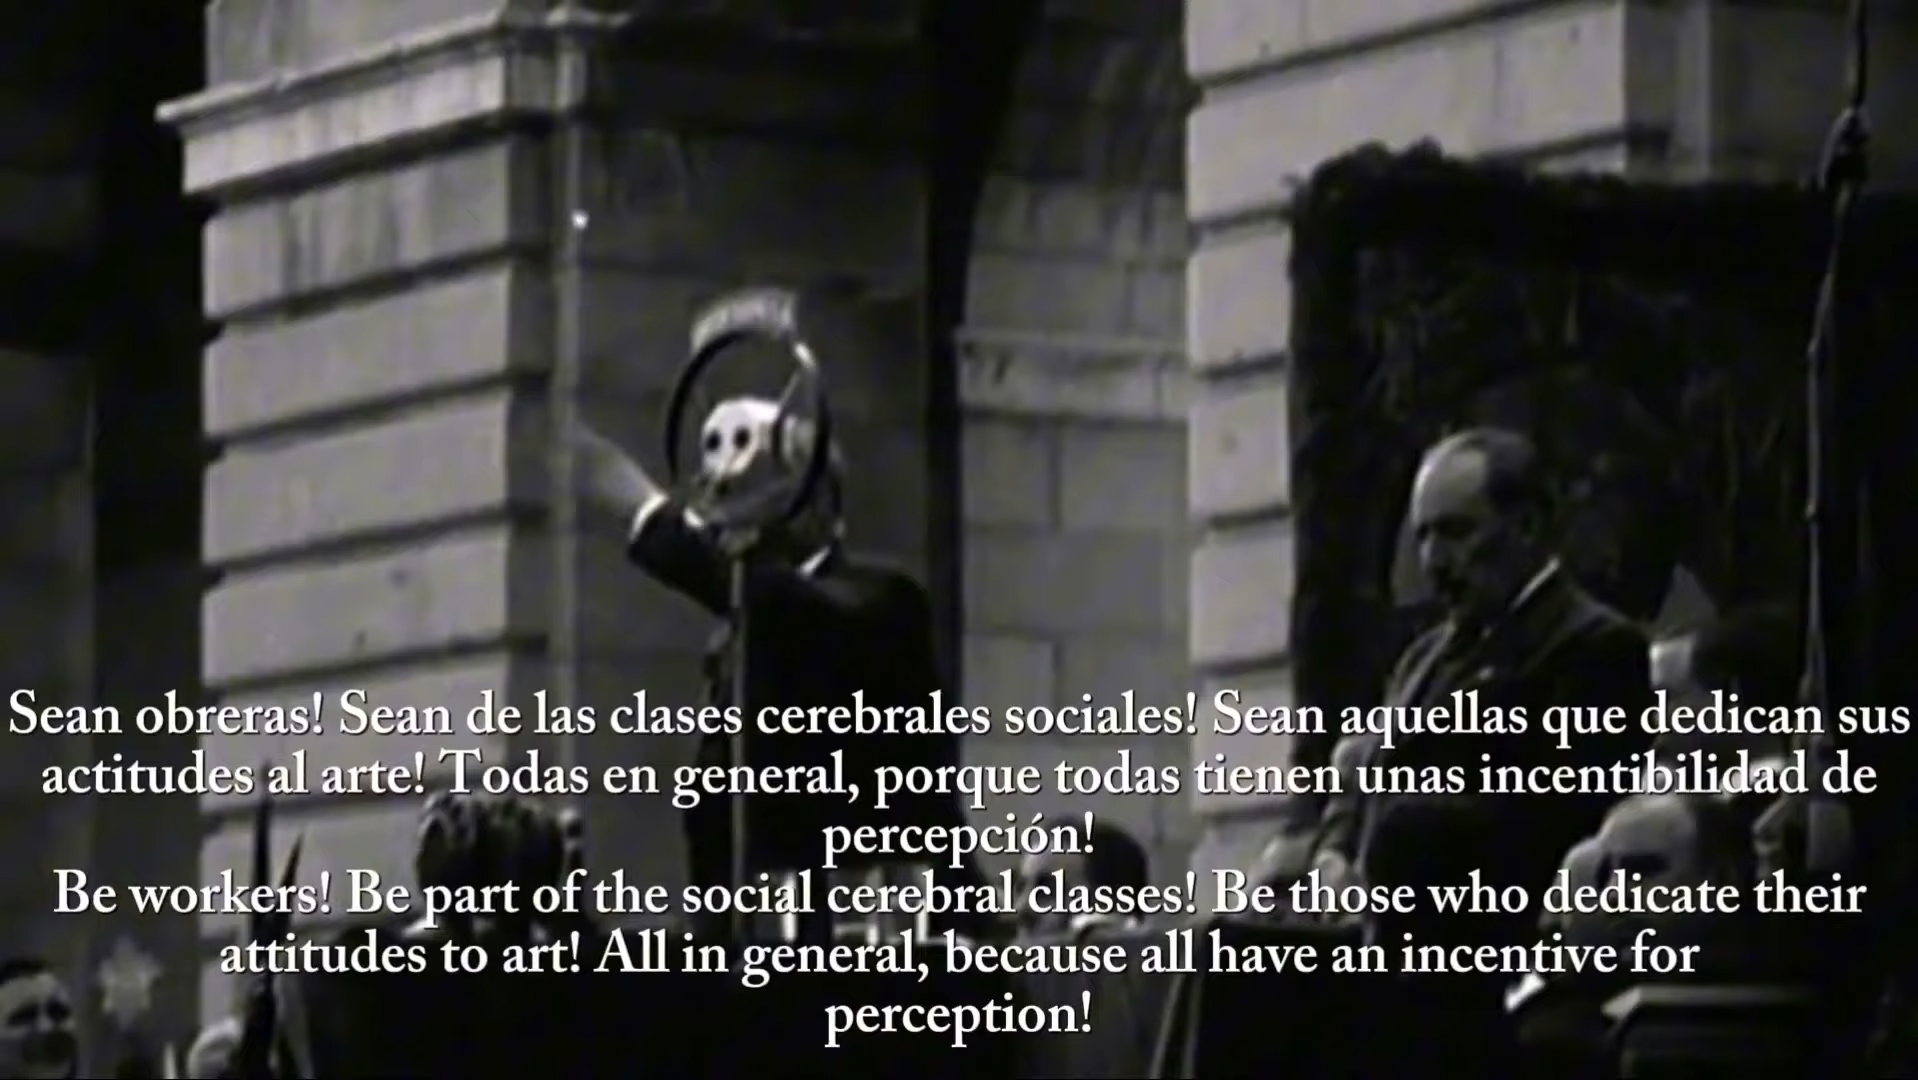 Sean obreras! Sean de las clases cerebrales sociales! Sean aquellas que dedican sus
actitudes al arte! Todas en general, porque todas tienen unas incentibilidad de
percepción!
Be workers! Be part of the social cerebral classes! Be those who dedicate their
attitudes to art! All in general, because all have an incentive for
perception!